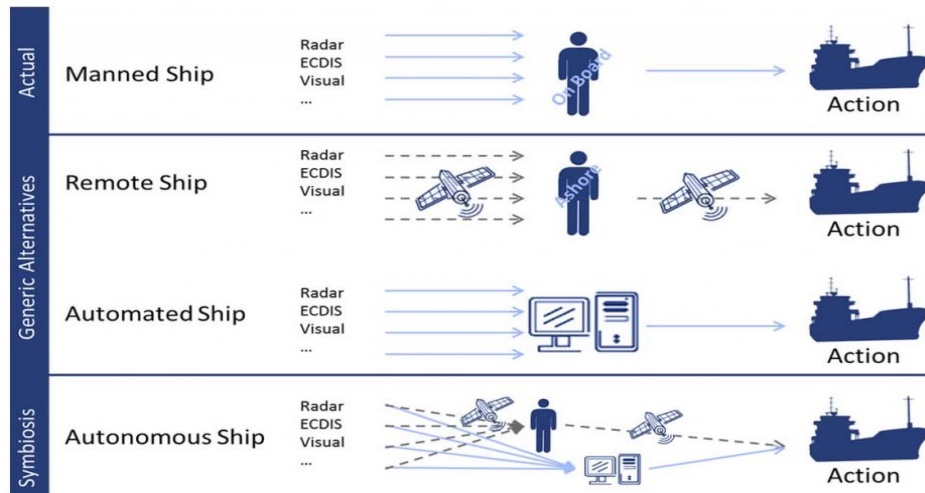 Actual
Manned Ship
Radar
ECDIS
Visual
...
On Board
Action
Generic Alternatives
Remote Ship
Radar
ECDIS
Visual
...
Ashore
Action
Automated Ship
Radar
ECDIS
Visual
...
Action
Symbiosis
Autonomous Ship
Radar
ECDIS
Visual
...
Action